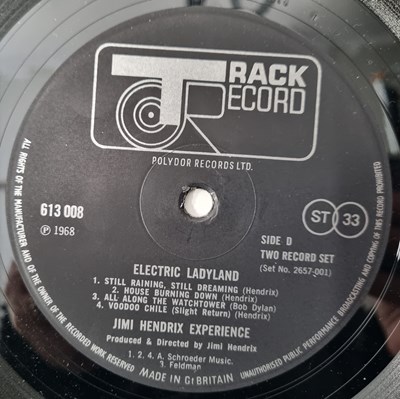 TRACK
RECORD
POLYDOR RECORDS LTD.
613 008
℗ 1968
ST 33
SIDE D
TWO RECORD SET
(Set No. 2657-001)
ELECTRIC LADYLAND
1. STILL RAINING, STILL DREAMING (Hendrix)
2. HOUSE BURNING DOWN (Hendrix)
3. ALL ALONG THE WATCHTOWER (Bob Dylan)
4. VOODOO CHILE (Slight Return) (Hendrix)
JIMI HENDRIX EXPERIENCE
Produced & Directed by Jimi Hendrix
1. 2. 4. A. Schroeder Music.
3. Feldman
ALL RIGHTS OF THE MANUFACTURER AND OF THE OWNER OF THE RECORDED WORK RESERVED
MADE IN Gt BRITAIN
UNAUTHORISED PUBLIC PERFORMANCE BROADCASTING AND COPYING OF THIS RECORD PROHIBITED